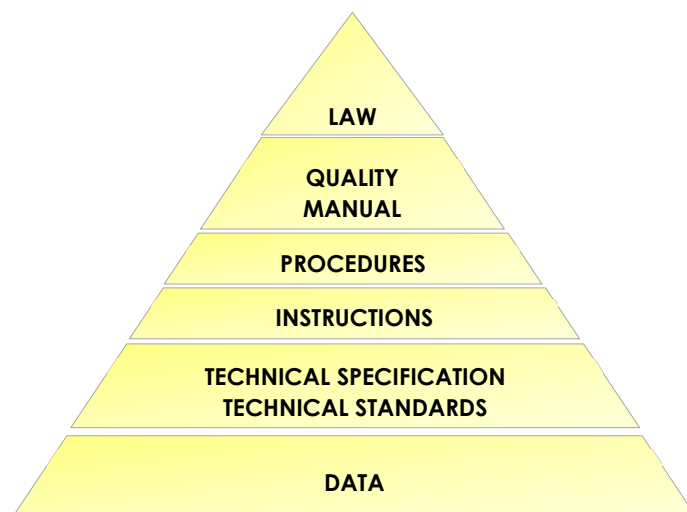 LAW
QUALITY
MANUAL
PROCEDURES
INSTRUCTIONS
TECHNICAL SPECIFICATION
TECHNICAL STANDARDS
DATA